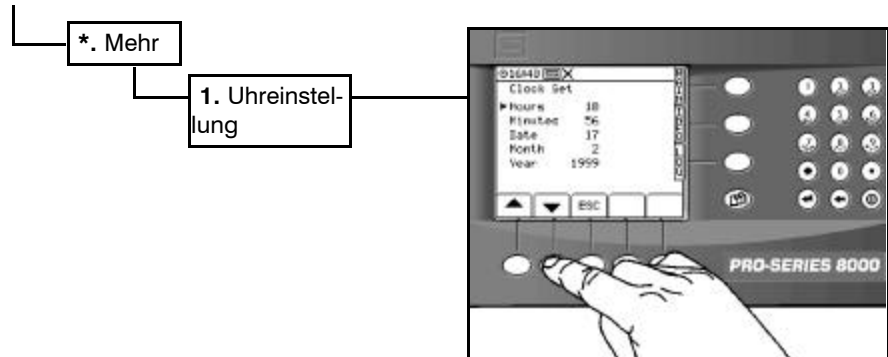 *. Mehr
1. Uhreinstel-
lung
Clock Set
Hours 18
Minutes 56
Date 17
Month 2
Year 1999
ESC
PRO-SERIES 8000